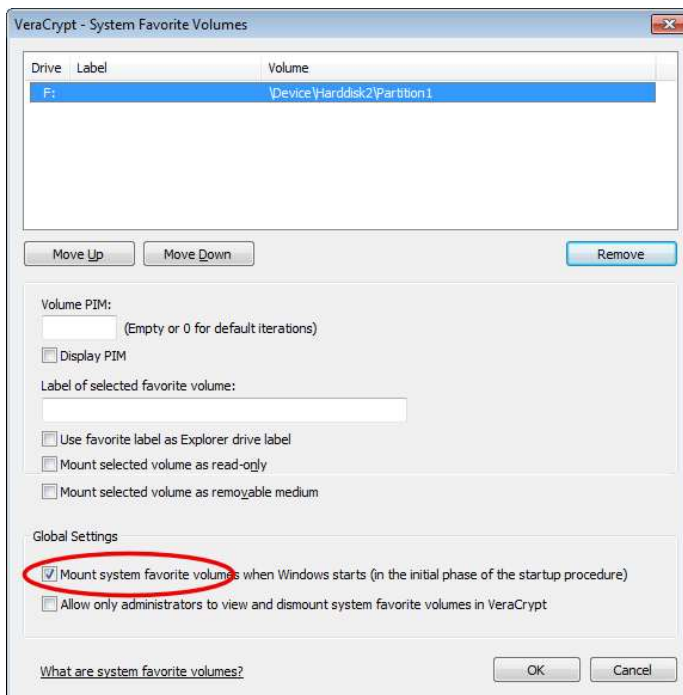 VeraCrypt - System Favorite Volumes
Drive Label Volume
F: \Device\Harddisk2\Partition1
Move Up Move Down Remove
Volume PIM:
(Empty or 0 for default iterations)
Display PIM
Label of selected favorite volume:
Use favorite label as Explorer drive label
Mount selected volume as read-only
Mount selected volume as removable medium
Global Settings
Mount system favorite volumes when Windows starts (in the initial phase of the startup procedure)
Allow only administrators to view and dismount system favorite volumes in VeraCrypt
What are system favorite volumes? OK Cancel